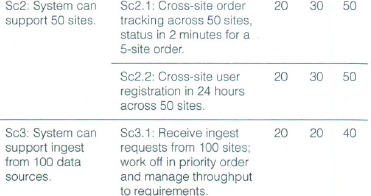 Sc2: System can
support 50 sites.
Sc2.1: Cross-site order
tracking across 50 sites,
status in 2 minutes for a
5-site order.
20 30 50
Sc2.2: Cross-site user
registration in 24 hours
across 50 sites.
20 30 50
Sc3: System can
support ingest
from 100 data
sources.
Sc3.1: Receive ingest
requests from 100 sites;
work off in priority order
and manage throughput
to requirements.
20 20 40